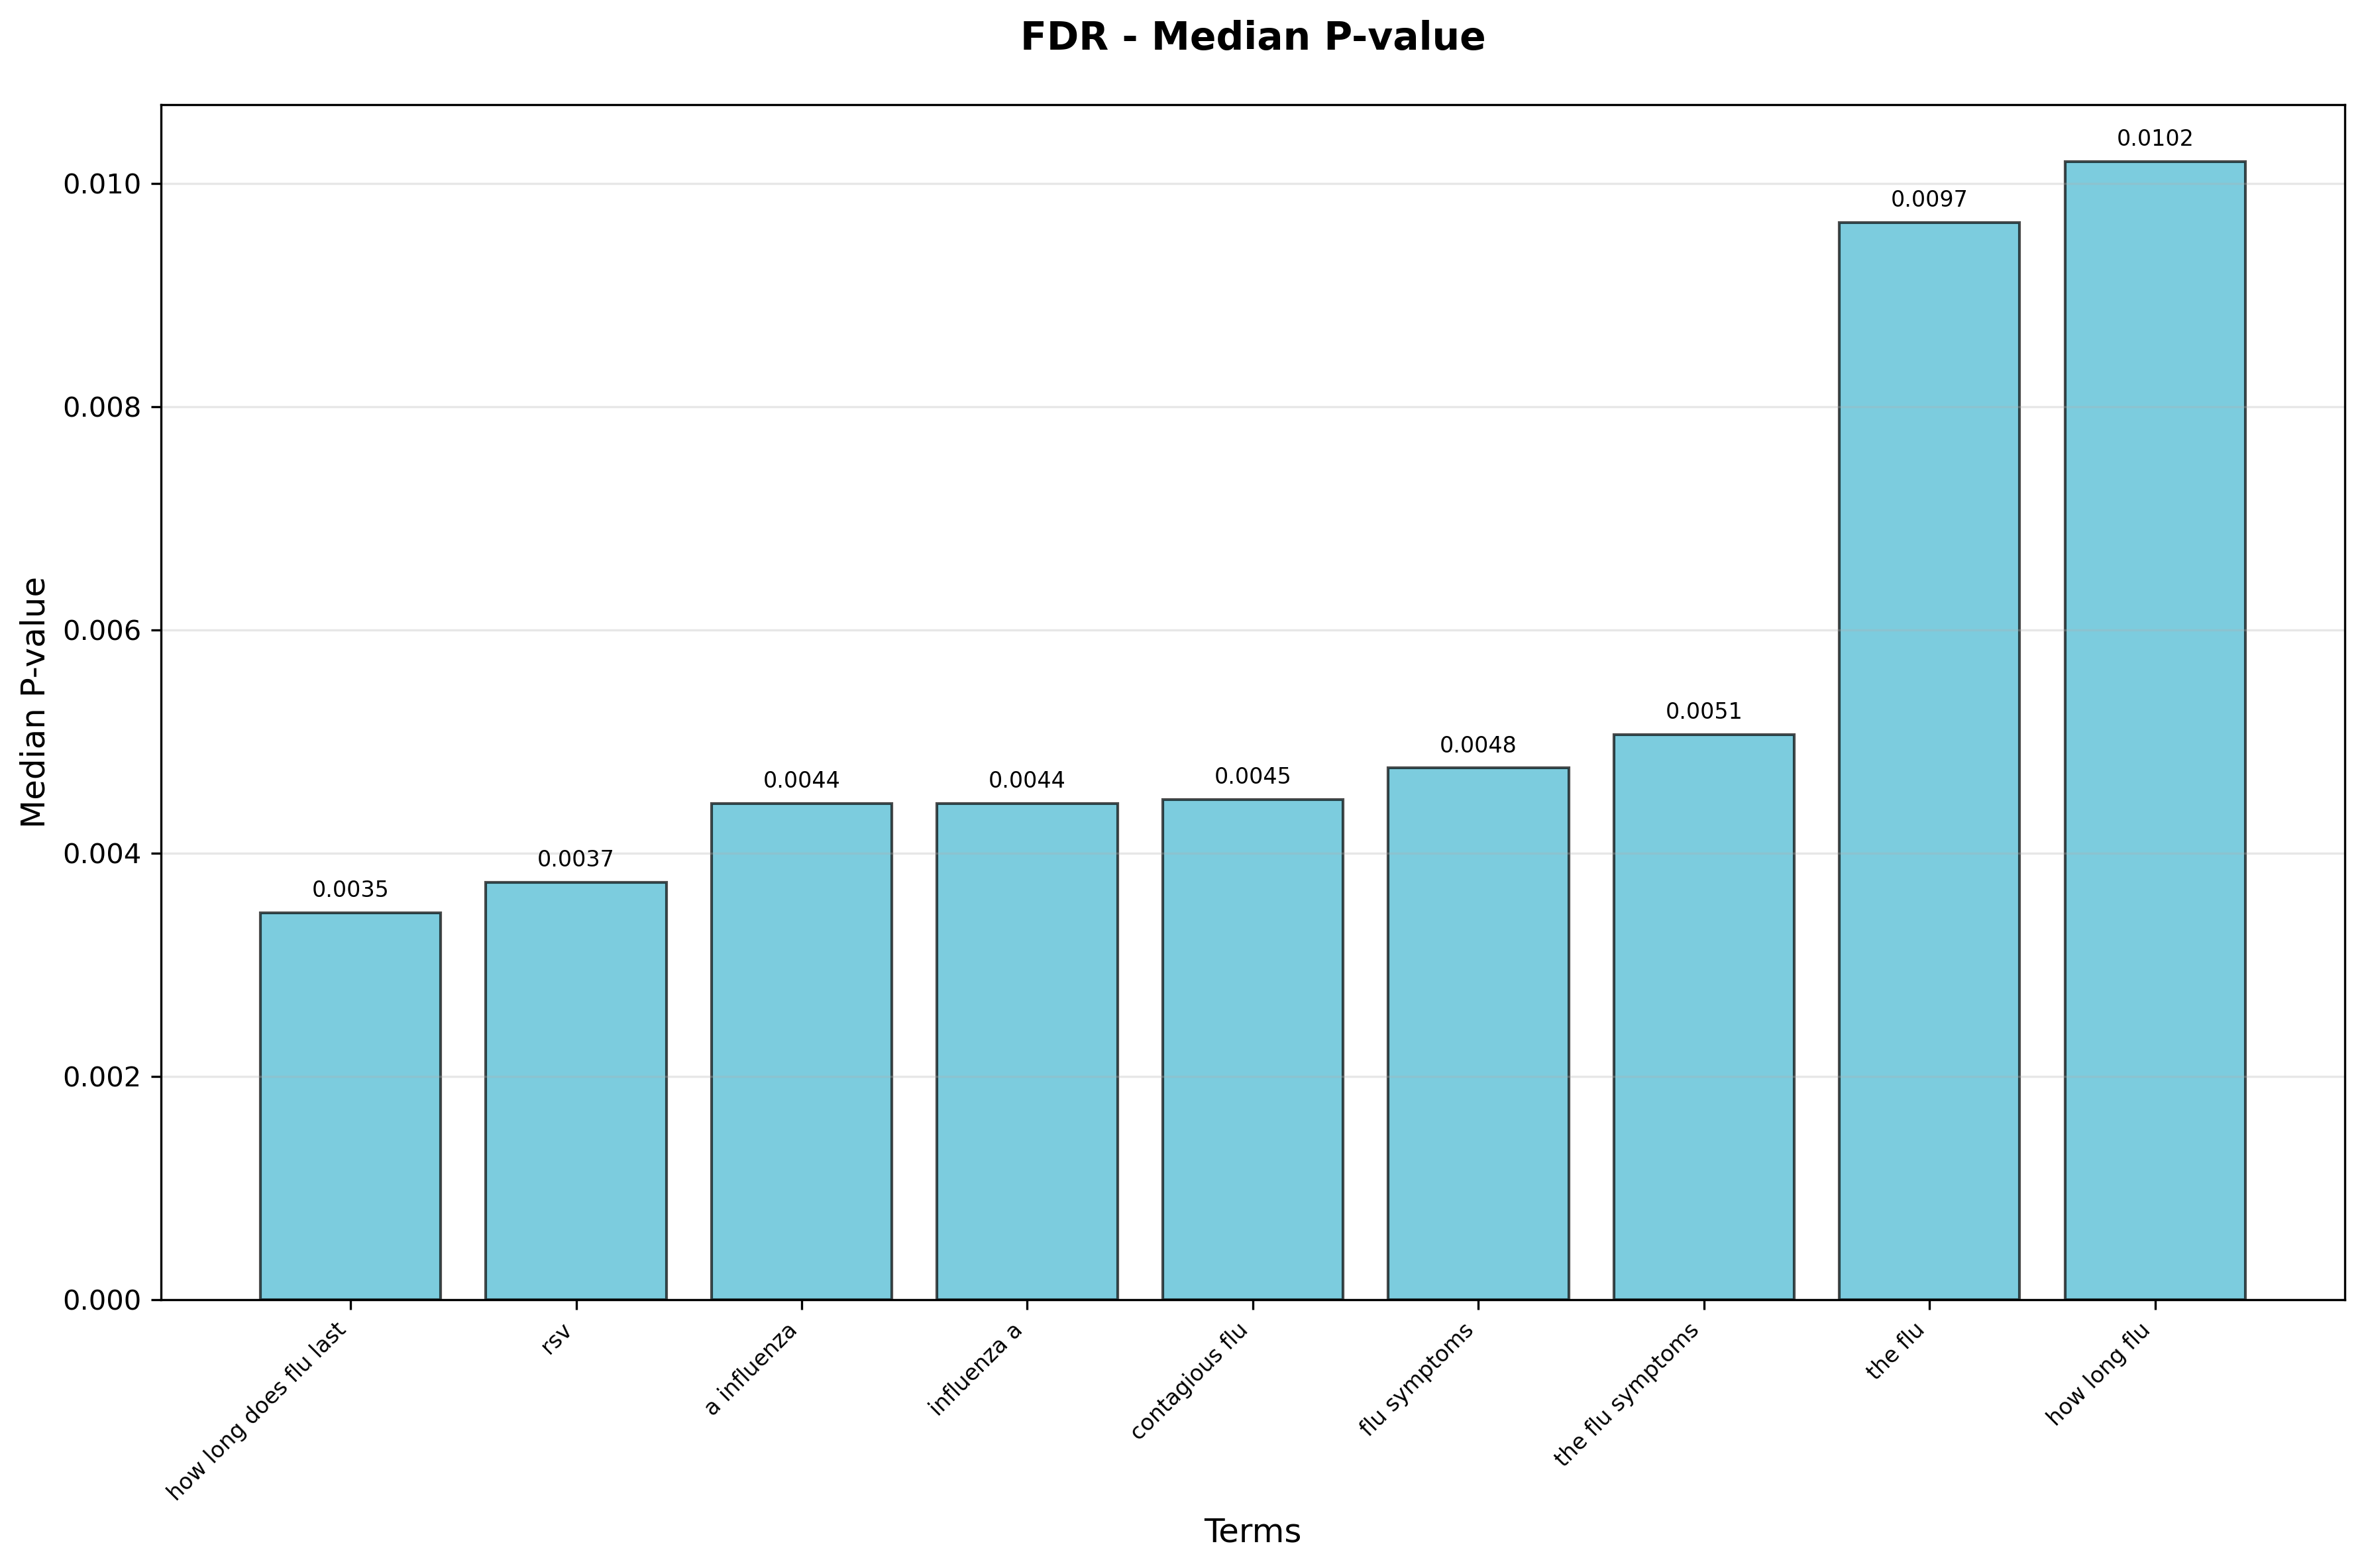 FDR - Median P-value
Median P-value
0.010
0.008
0.006
0.004
0.002
0.000
0.0035
0.0037
0.0044
0.0044
0.0045
0.0048
0.0051
0.0097
0.0102
how long does flu last
rsv
a influenza
influenza a
contagious flu
flu symptoms
the flu symptoms
the flu
how long flu
Terms